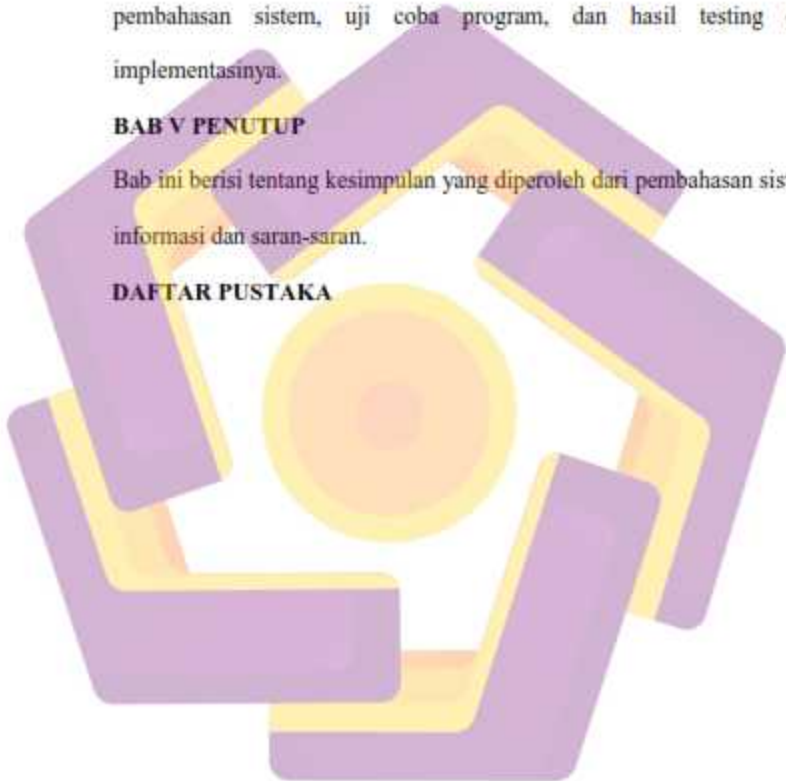 pembahasan sistem, uji coba program, dan hasil testing
implementasinya.
BAB V PENUTUP
Bab ini berisi tentang kesimpulan yang diperoleh dari pembahasan
informasi dan saran-saran.
DAFTAR PUSTAKA